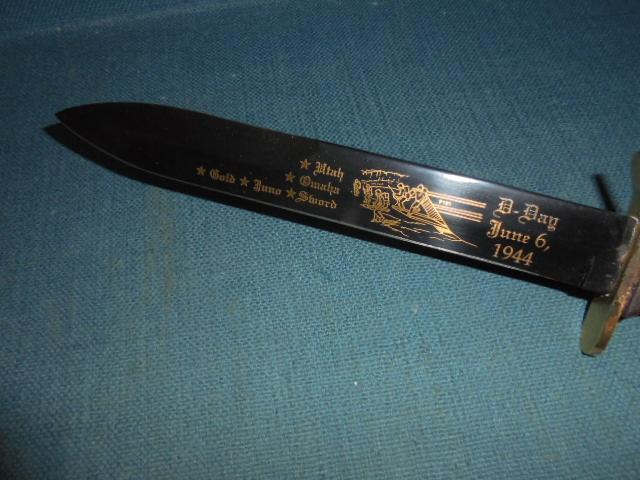 ★ Utah
★ Omaha
★ Gold ★ Juno ★ Sword
D-Day
June 6,
1944